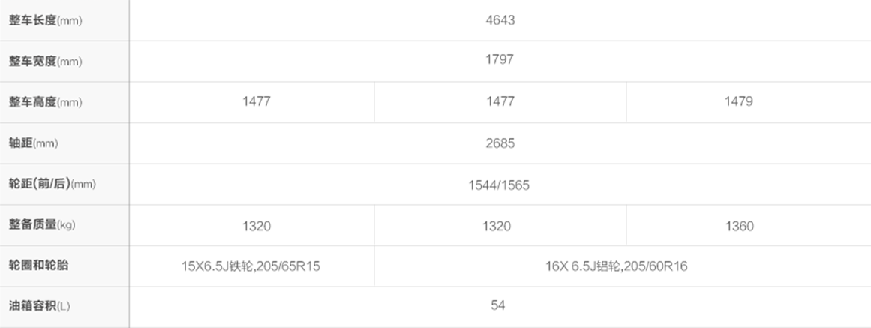 整车长度(mm) 4643
整车宽度(mm) 1797
整车高度(mm) 1477 1477 1479
轴距(mm) 2685
轮距(前/后)(mm) 1544/1565
整备质量(kg) 1320 1320 1360
轮圈和轮胎 15X6.5J铁轮,205/65R15 16X 6.5J铝轮,205/60R16
油箱容积(L) 54